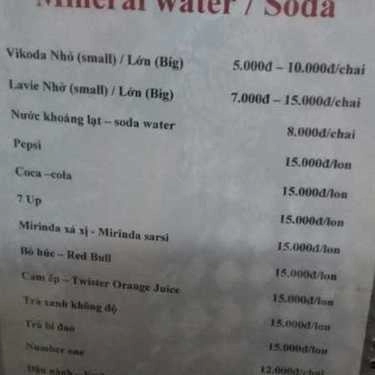 Mineral water / Soda
Vikoda Nhỏ (small) / Lớn (Big) 5.000đ – 10.000đ/chai
Lavie Nhỏ (small) / Lớn (Big) 7.000đ – 15.000đ/chai
Nước khoáng lạt – soda water 8.000đ/chai
Pepsi 15.000đ/lon
Coca –cola 15.000đ/lon
7 Up 15.000đ/lon
Mirinda xá xị - Mirinda sarsi 15.000đ/lon
Bò húc – Red Bull 15.000đ/lon
Cam ép – Twister Orange Juice 15.000đ/lon
Trà xanh không độ 15.000đ/lon
Trà bí đao 15.000đ/lon
Number one 12.000đ/chai
Đậu nành –